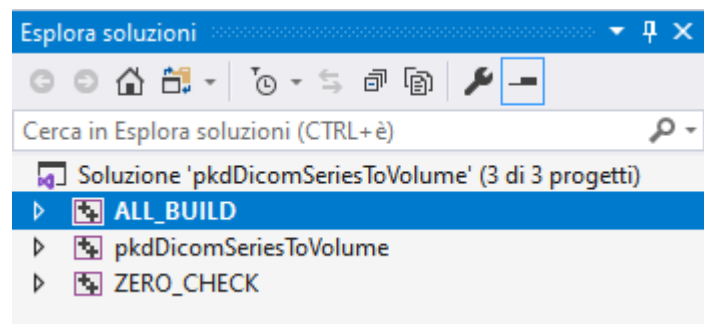 Esplora soluzioni
Cerca in Esplora soluzioni (CTRL+è)
Soluzione 'pkdDicomSeriesToVolume' (3 di 3 progetti)
ALL_BUILD
pkdDicomSeriesToVolume
ZERO_CHECK